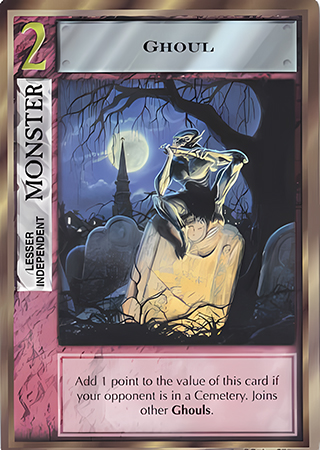 2
GHOUL
MONSTER
LESSER
INDEPENDENT
Add 1 point to the value of this card if
your opponent is in a Cemetery. Joins
other Ghouls.